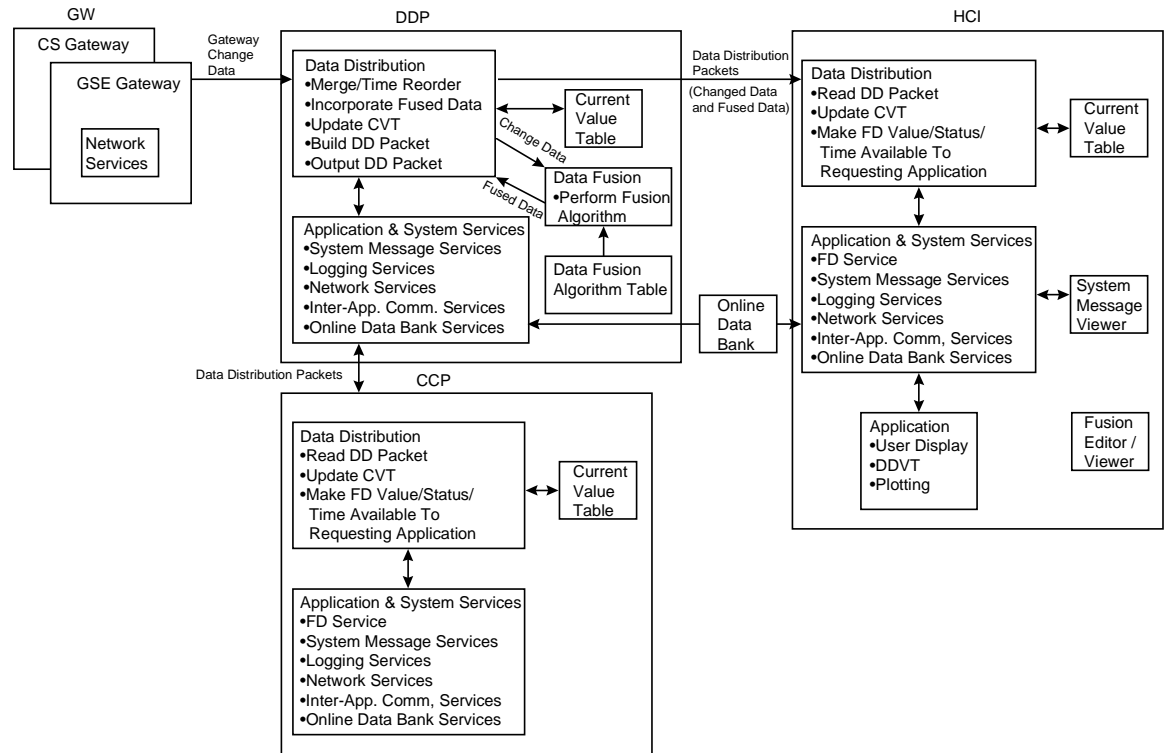 GW
CS Gateway
GSE Gateway
Network
Services
Gateway
Change
Data
DDP
Data Distribution
•Merge/Time Reorder
•Incorporate Fused Data
•Update CVT
•Build DD Packet
•Output DD Packet
Current
Value
Table
Change Data
Fused Data
Data Fusion
•Perform Fusion
Algorithm
Application & System Services
•System Message Services
•Logging Services
•Network Services
•Inter-App. Comm. Services
•Online Data Bank Services
Data Fusion
Algorithm Table
Data Distribution
Packets
(Changed Data
and Fused Data)
Online
Data
Bank
HCI
Data Distribution
•Read DD Packet
•Update CVT
•Make FD Value/Status/
Time Available To
Requesting Application
Current
Value
Table
Application & System Services
•FD Service
•System Message Services
•Logging Services
•Network Services
•Inter-App. Comm, Services
•Online Data Bank Services
System
Message
Viewer
Application
•User Display
•DDVT
•Plotting
Fusion
Editor /
Viewer
Data Distribution Packets
CCP
Data Distribution
•Read DD Packet
•Update CVT
•Make FD Value/Status/
Time Available To
Requesting Application
Current
Value
Table
Application & System Services
•FD Service
•System Message Services
•Logging Services
•Network Services
•Inter-App. Comm, Services
•Online Data Bank Services